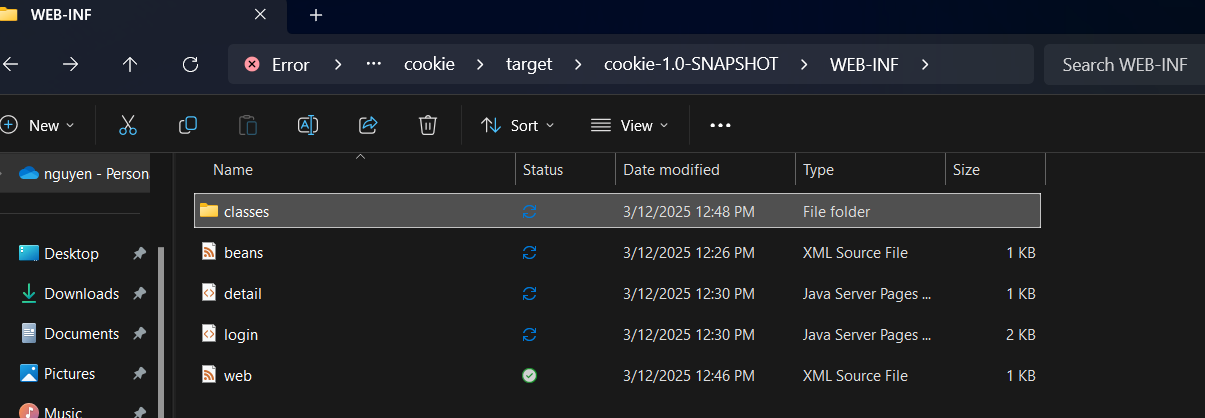 WEB-INF
Error > ... cookie > target > cookie-1.0-SNAPSHOT > WEB-INF >
Search WEB-INF
New
Sort
View
nguyen - Person
Desktop
Downloads
Documents
Pictures
Music
Name Status Date modified Type Size
classes 3/12/2025 12:48 PM File folder
beans 3/12/2025 12:26 PM XML Source File 1 KB
detail 3/12/2025 12:30 PM Java Server Pages ... 1 KB
login 3/12/2025 12:30 PM Java Server Pages ... 2 KB
web 3/12/2025 12:46 PM XML Source File 1 KB